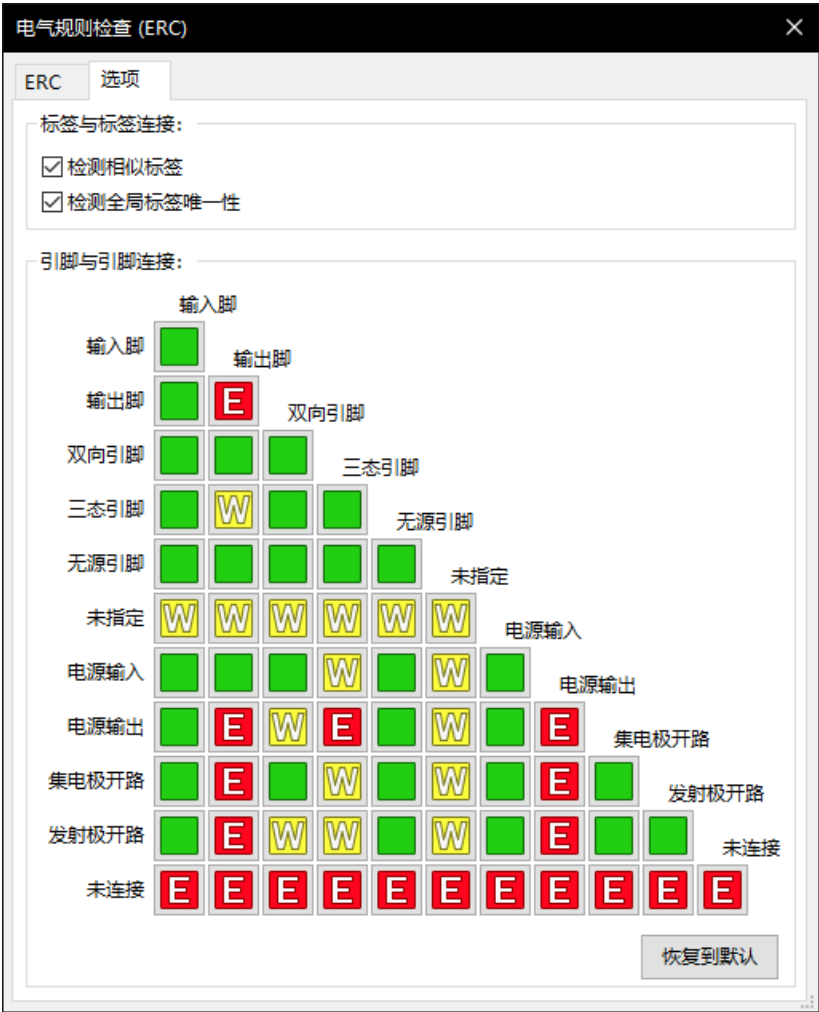 电气规则检查 (ERC)
ERC 选项
标签与标签连接:
检测相似标签
检测全局标签唯一性
引脚与引脚连接:
输入脚
输入脚
输出脚
输出脚 E
双向引脚
双向引脚
三态引脚
三态引脚 W
无源引脚
无源引脚
未指定
未指定 W W W W W W
电源输入
电源输入 W W
电源输出
电源输出 E W E W E
集电极开路
集电极开路 E W W E
发射极开路
发射极开路 E W W W E
未连接
未连接 E E E E E E E E E E E
恢复到默认